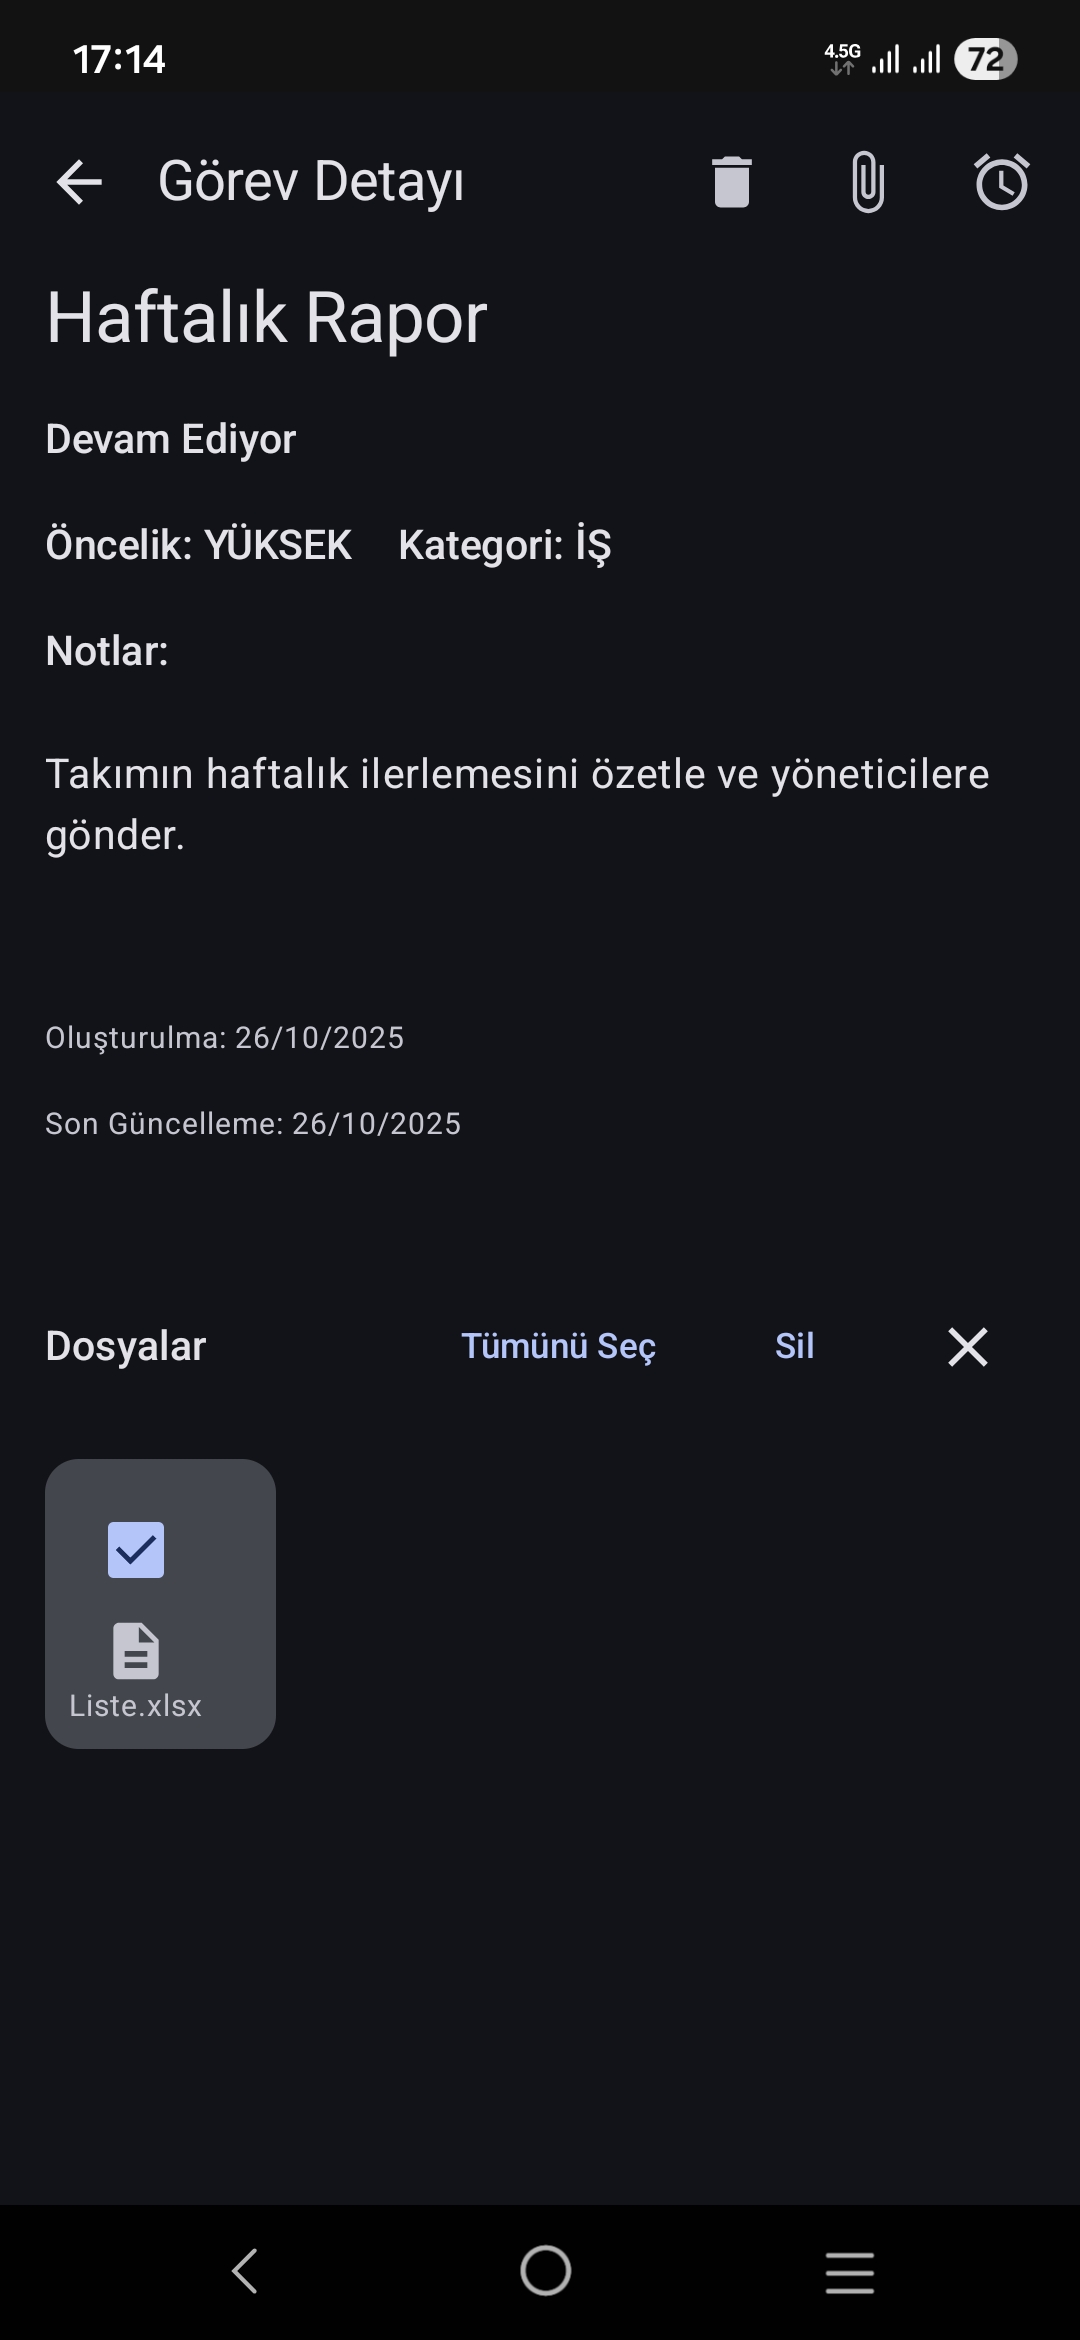 17:14 4.5G 72
Görev Detayı
Haftalık Rapor
Devam Ediyor
Öncelik: YÜKSEK Kategori: İŞ
Notlar:
Takımın haftalık ilerlemesini özetle ve yöneticilere
gönder.
Oluşturulma: 26/10/2025
Son Güncelleme: 26/10/2025
Dosyalar Tümünü Seç Sil
Liste.xlsx